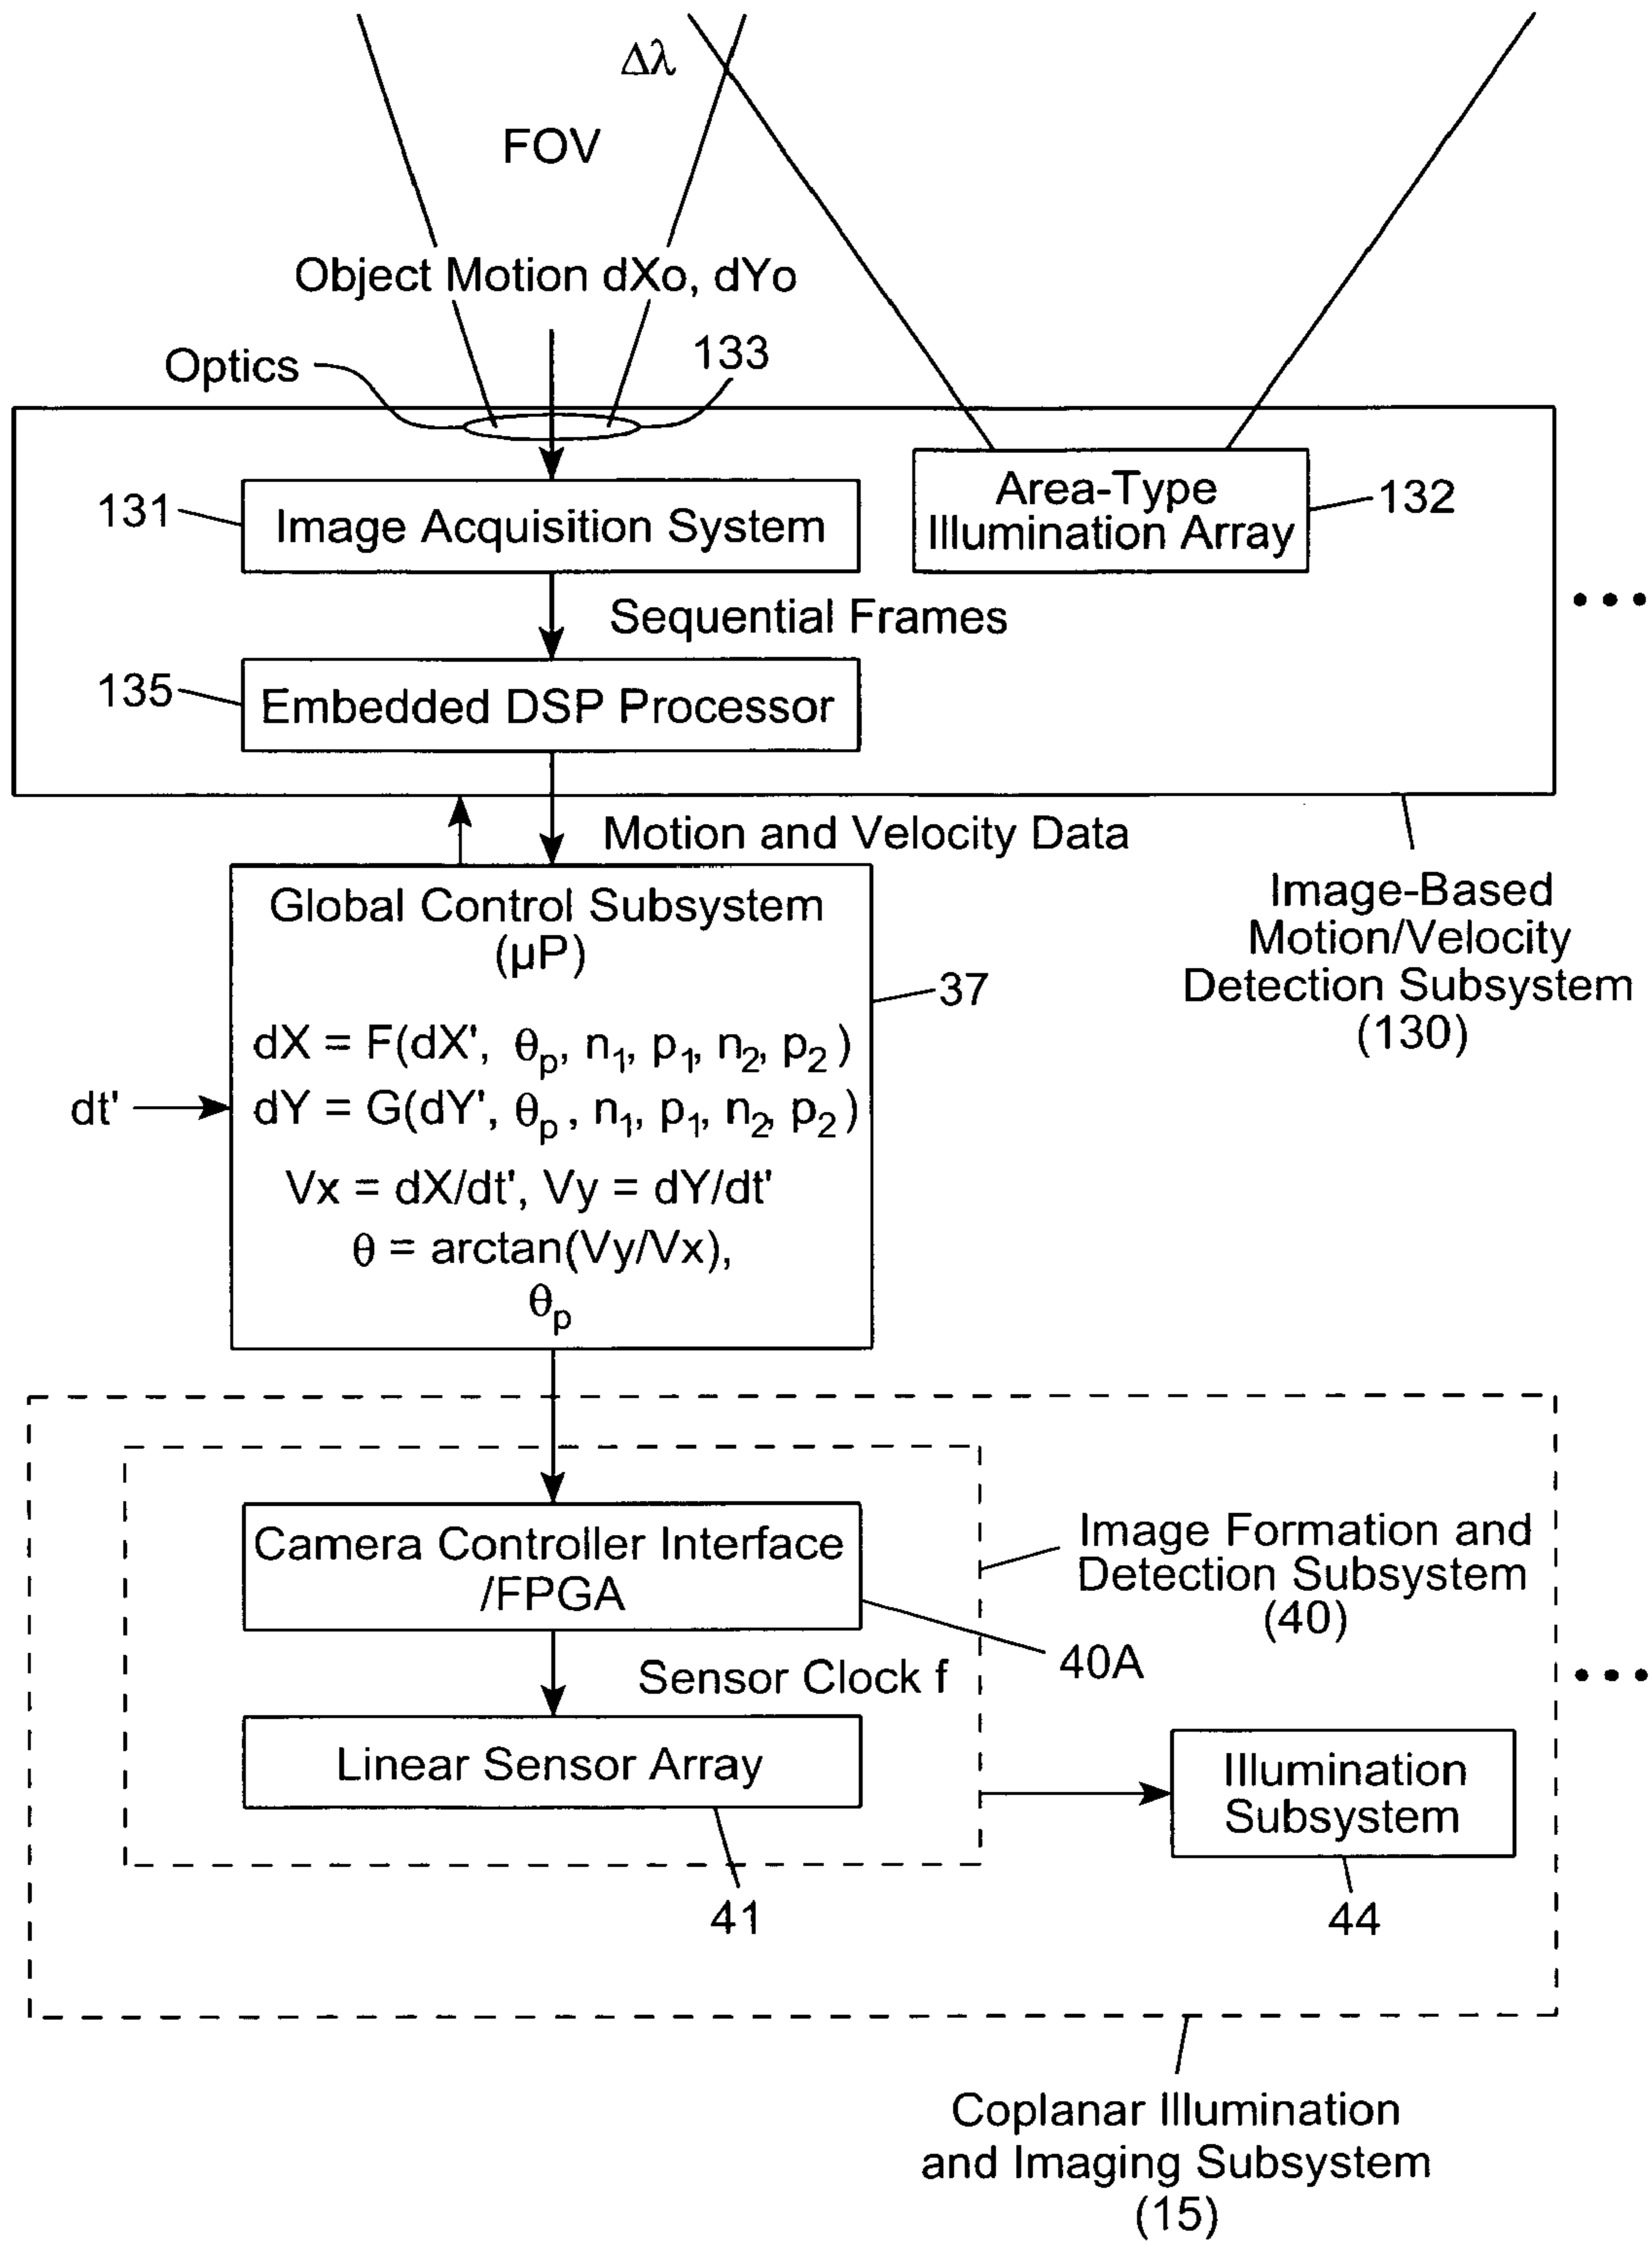 Δλ
FOV
Object Motion dXo, dYo
Optics
133
131
Image Acquisition System
Area-Type
Illumination Array
132
Sequential Frames
135
Embedded DSP Processor
Motion and Velocity Data
Image-Based
Motion/Velocity
Detection Subsystem
(130)
Global Control Subsystem
(µP)
37
dX = F(dX', θp, n1, p1, n2, p2 )
dt'
dY = G(dY', θp, n1, p1, n2, p2 )
Vx = dX/dt', Vy = dY/dt'
θ = arctan(Vy/Vx),
θp
Camera Controller Interface
/FPGA
Image Formation and
Detection Subsystem
(40)
40A
Sensor Clock f
Linear Sensor Array
41
Illumination
Subsystem
44
Coplanar Illumination
and Imaging Subsystem
(15)